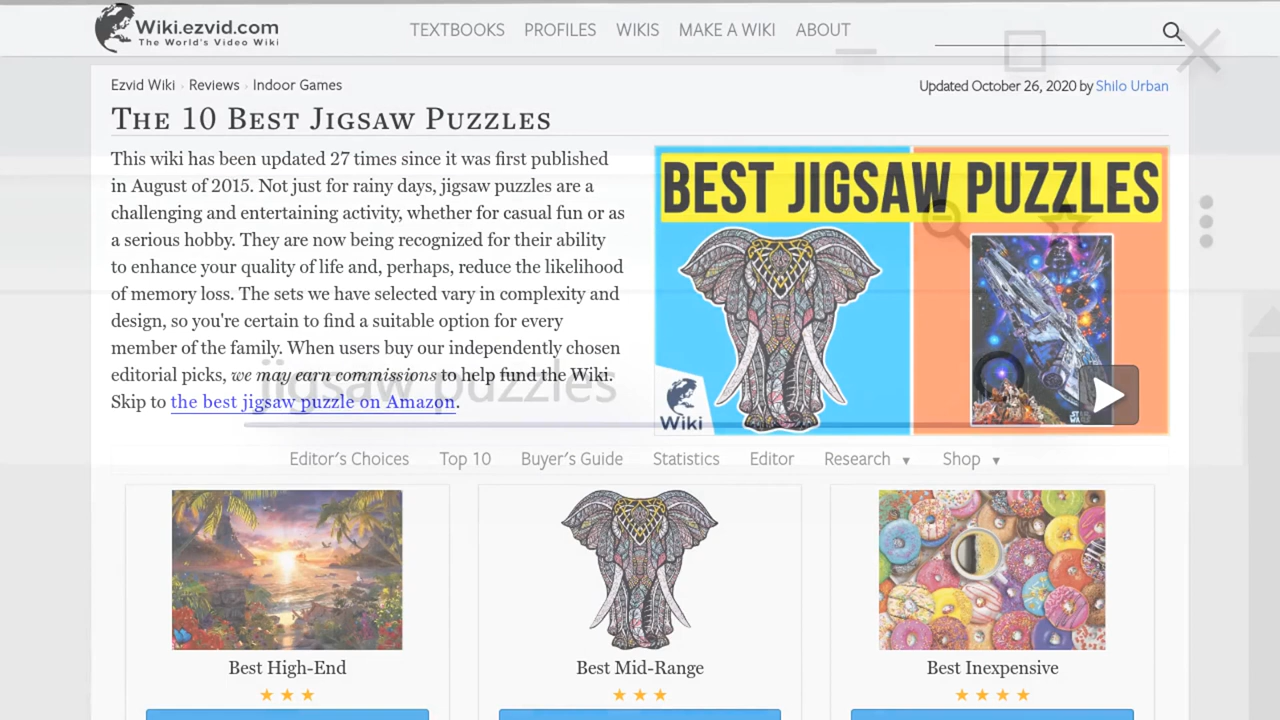 Wiki.ezvid.com
The World's Video Wiki
TEXTBOOKS PROFILES WIKIS MAKE A WIKI ABOUT
Ezvid Wiki › Reviews › Indoor Games
Updated October 26, 2020 by Shilo Urban
The 10 Best Jigsaw Puzzles
This wiki has been updated 27 times since it was first published
in August of 2015. Not just for rainy days, jigsaw puzzles are a
challenging and entertaining activity, whether for casual fun or as
a serious hobby. They are now being recognized for their ability
to enhance your quality of life and, perhaps, reduce the likelihood
of memory loss. The sets we have selected vary in complexity and
design, so you're certain to find a suitable option for every
member of the family. When users buy our independently chosen
editorial picks, we may earn commissions to help fund the Wiki.
Skip to the best jigsaw puzzle on Amazon.
jigsaw puzzles
BEST JIGSAW PUZZLES
Wiki
STAR WARS
Editor's Choices Top 10 Buyer's Guide Statistics Editor Research ▼ Shop ▼
Best High-End
Best Mid-Range
Best Inexpensive